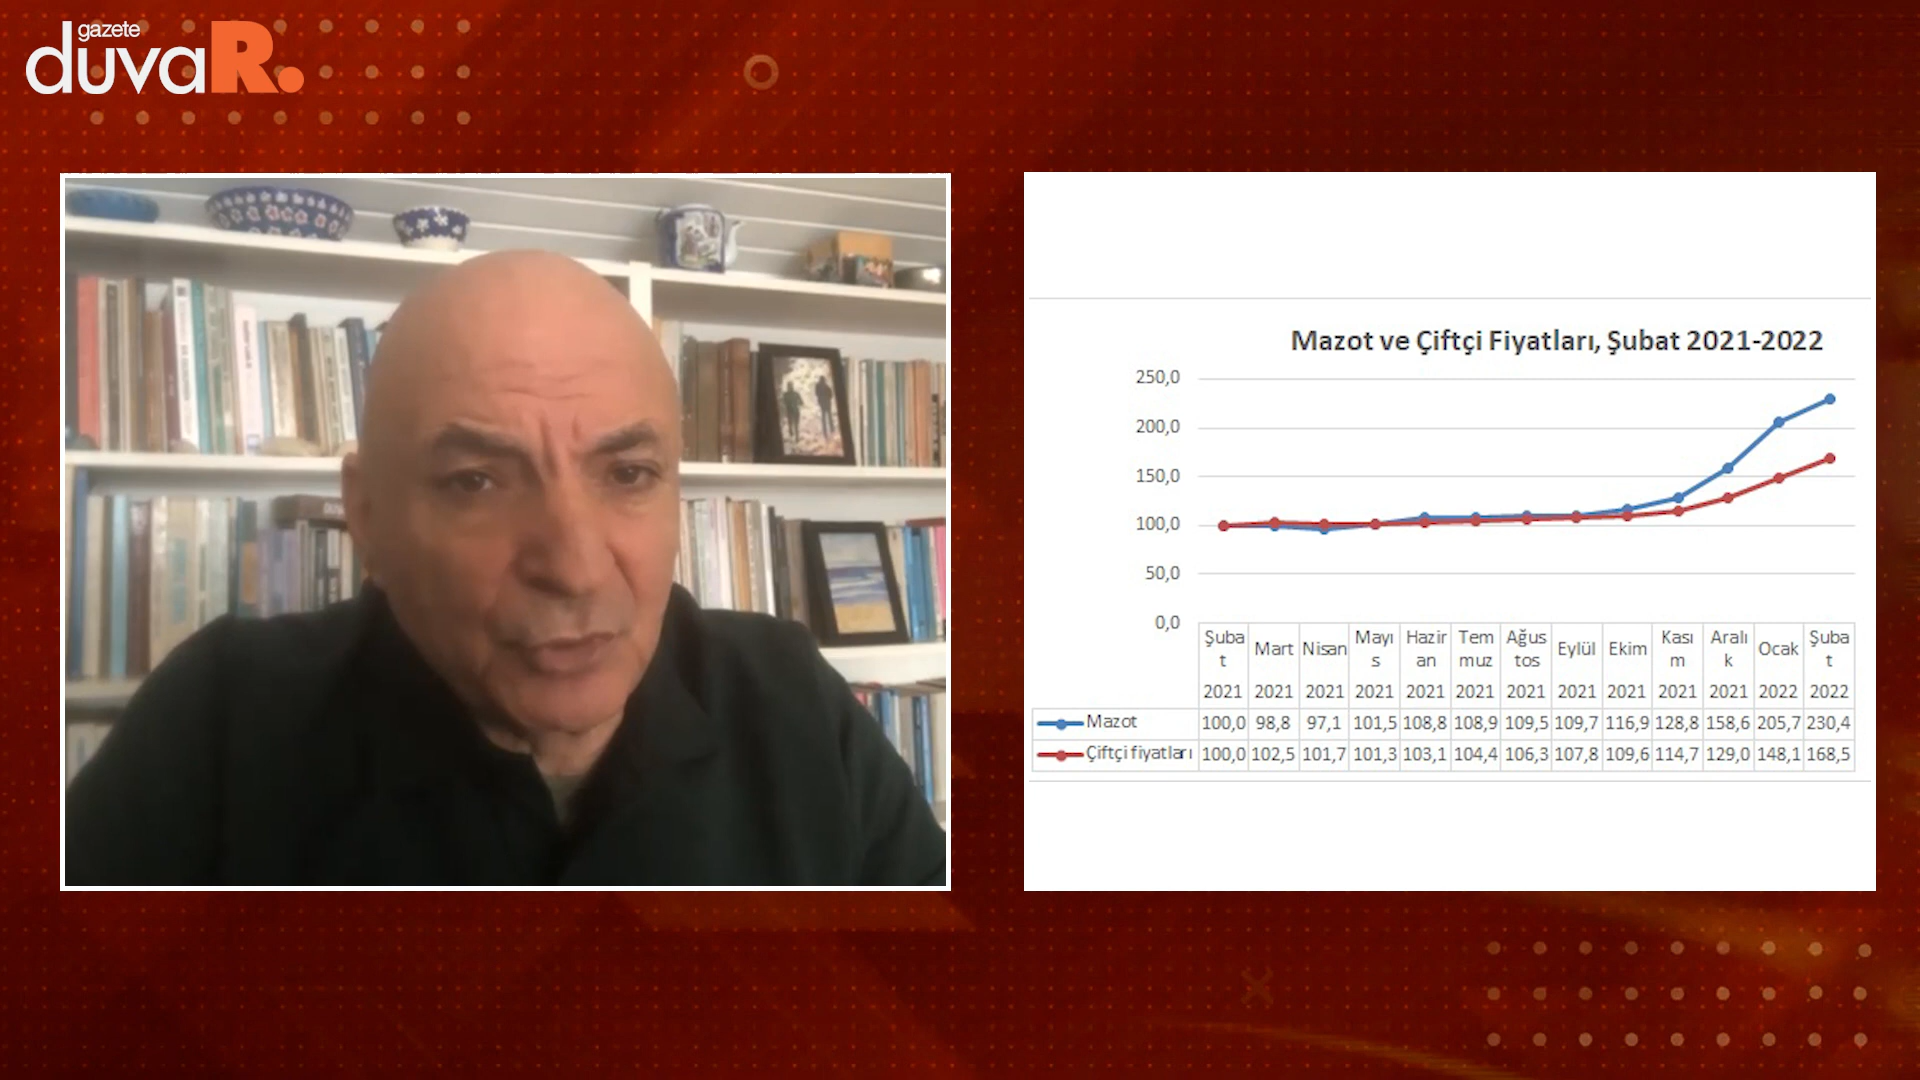 gazete
duvaR.
Mazot ve Çiftçi Fiyatları, Şubat 2021-2022
250,0
200,0
150,0
100,0
50,0
0,0
Şubat Mart Nisan Mayıs Haziran Temmuz Ağustos Eylül Ekim Kasım Aralık Ocak Şubat
2021 2021 2021 2021 2021 2021 2021 2021 2021 2021 2021 2022 2022
Mazot 100,0 98,8 97,1 101,5 108,8 108,9 109,5 109,7 116,9 128,8 158,6 205,7 230,4
Çiftçi fiyatları 100,0 102,5 101,7 101,3 103,1 104,4 106,3 107,8 109,6 114,7 129,0 148,1 168,5